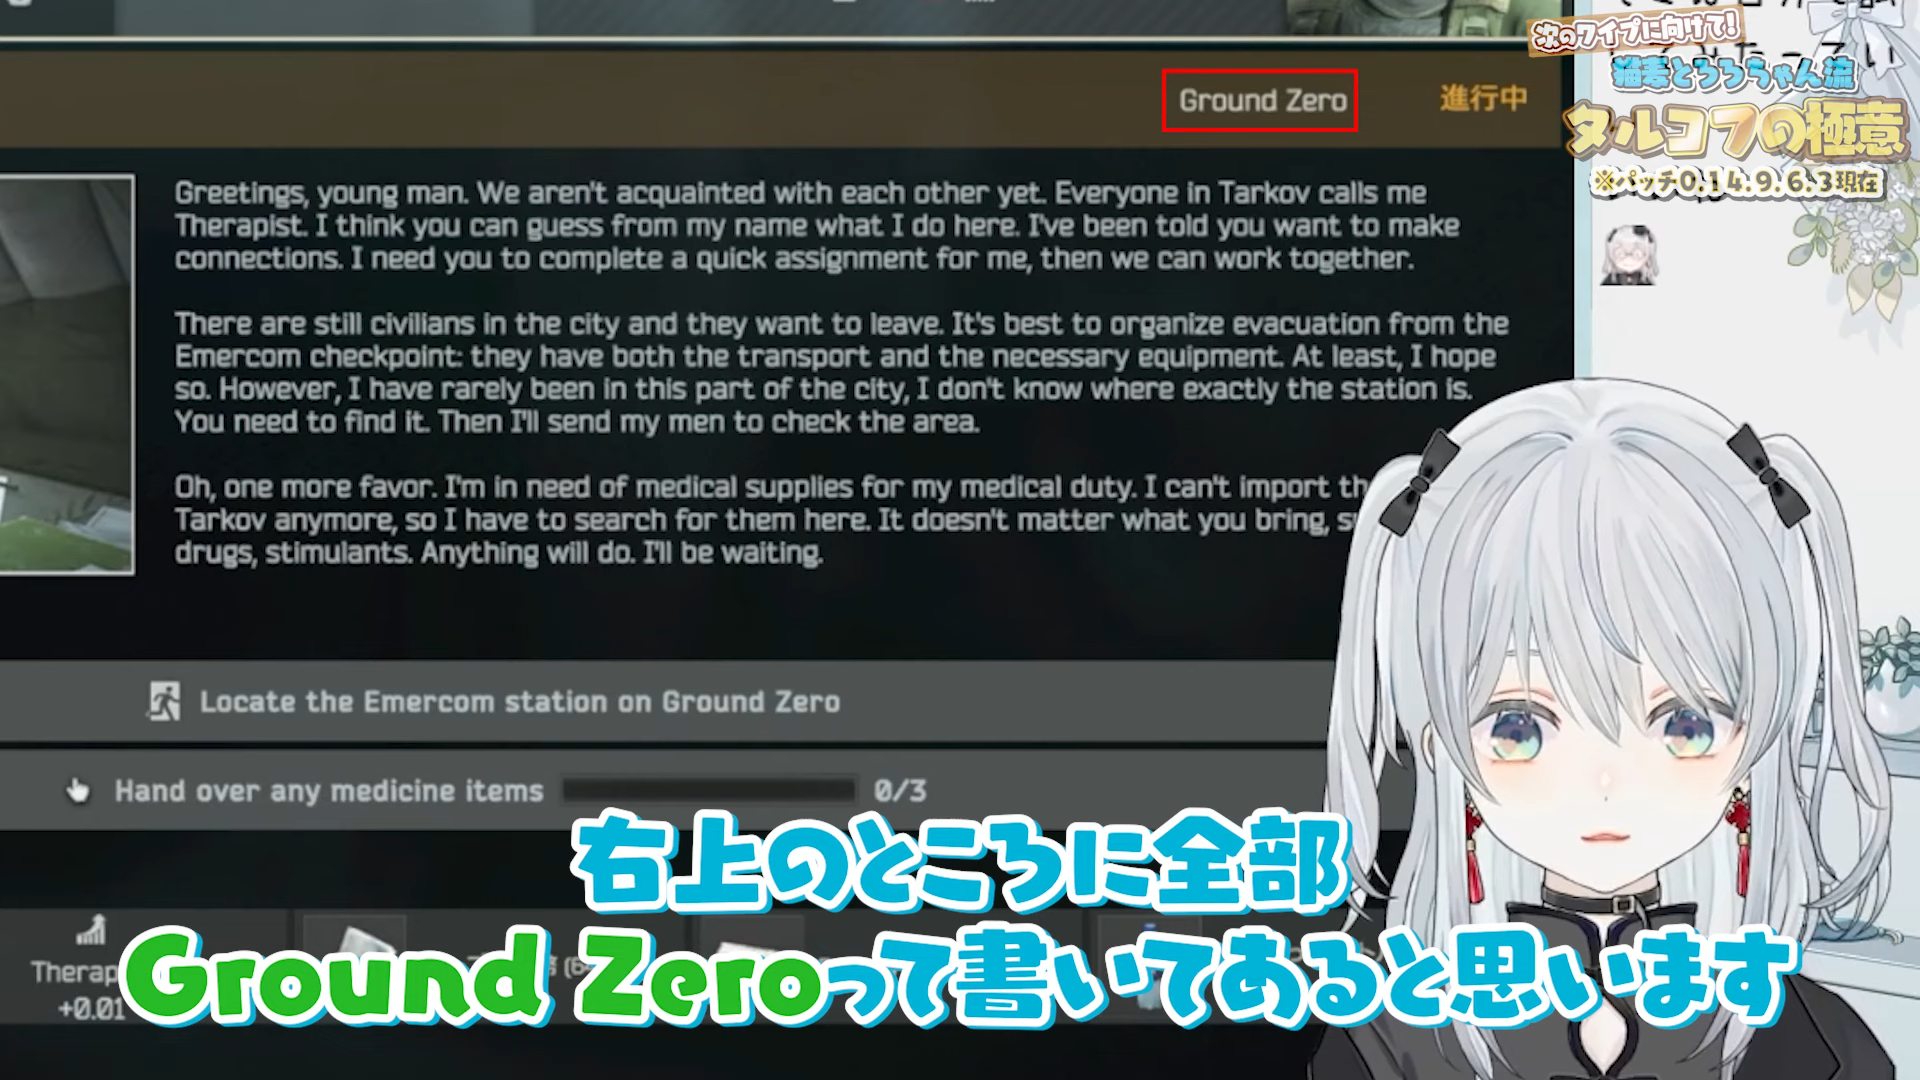 次のワイプに向けて!
猫麦とろろちゃん流
タルコフの極意
※パッチ0.14.9.6.3現在
Ground Zero
進行中
Greetings, young man. We aren't acquainted with each other yet. Everyone in Tarkov calls me
Therapist. I think you can guess from my name what I do here. I've been told you want to make
connections. I need you to complete a quick assignment for me, then we can work together.
There are still civilians in the city and they want to leave. It's best to organize evacuation from the
Emercom checkpoint: they have both the transport and the necessary equipment. At least, I hope
so. However, I have rarely been in this part of the city, I don't know where exactly the station is.
You need to find it. Then I'll send my men to check the area.
Oh, one more favor. I'm in need of medical supplies for my medical duty. I can't import
Tarkov anymore, so I have to search for them here. It doesn't matter what you bring,
drugs, stimulants. Anything will do. I'll be waiting.
Locate the Emercom station on Ground Zero
Hand over any medicine items 0/3
Therap
+0.01
右上のところに全部
Ground Zeroって書いてあると思います